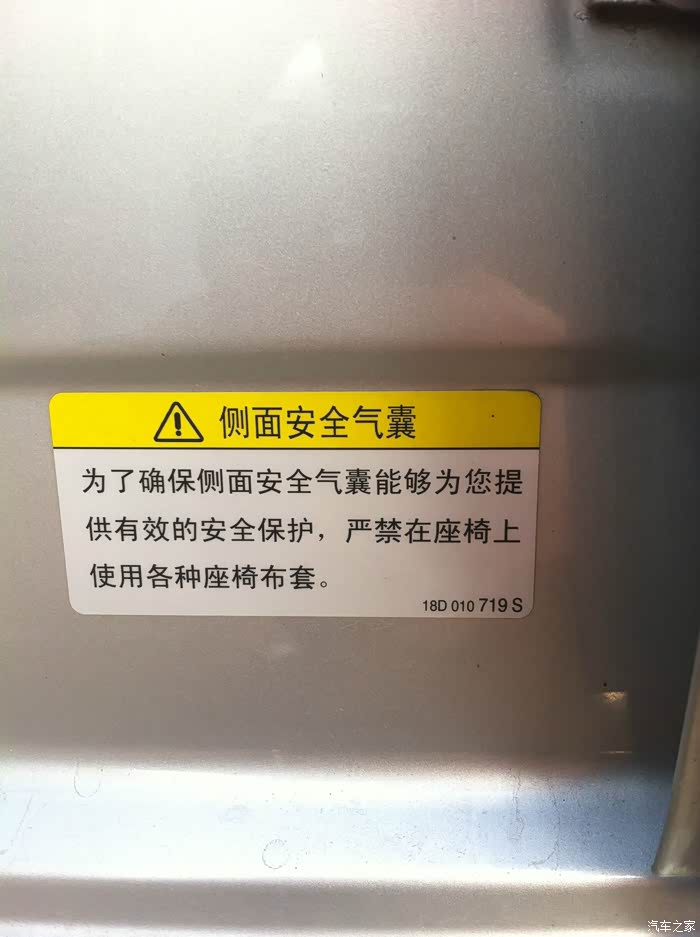 侧面安全气囊
为了确保侧面安全气囊能够为您提
供有效的安全保护，严禁在座椅上
使用各种座椅布套。
18D 010 719 S
汽车之家